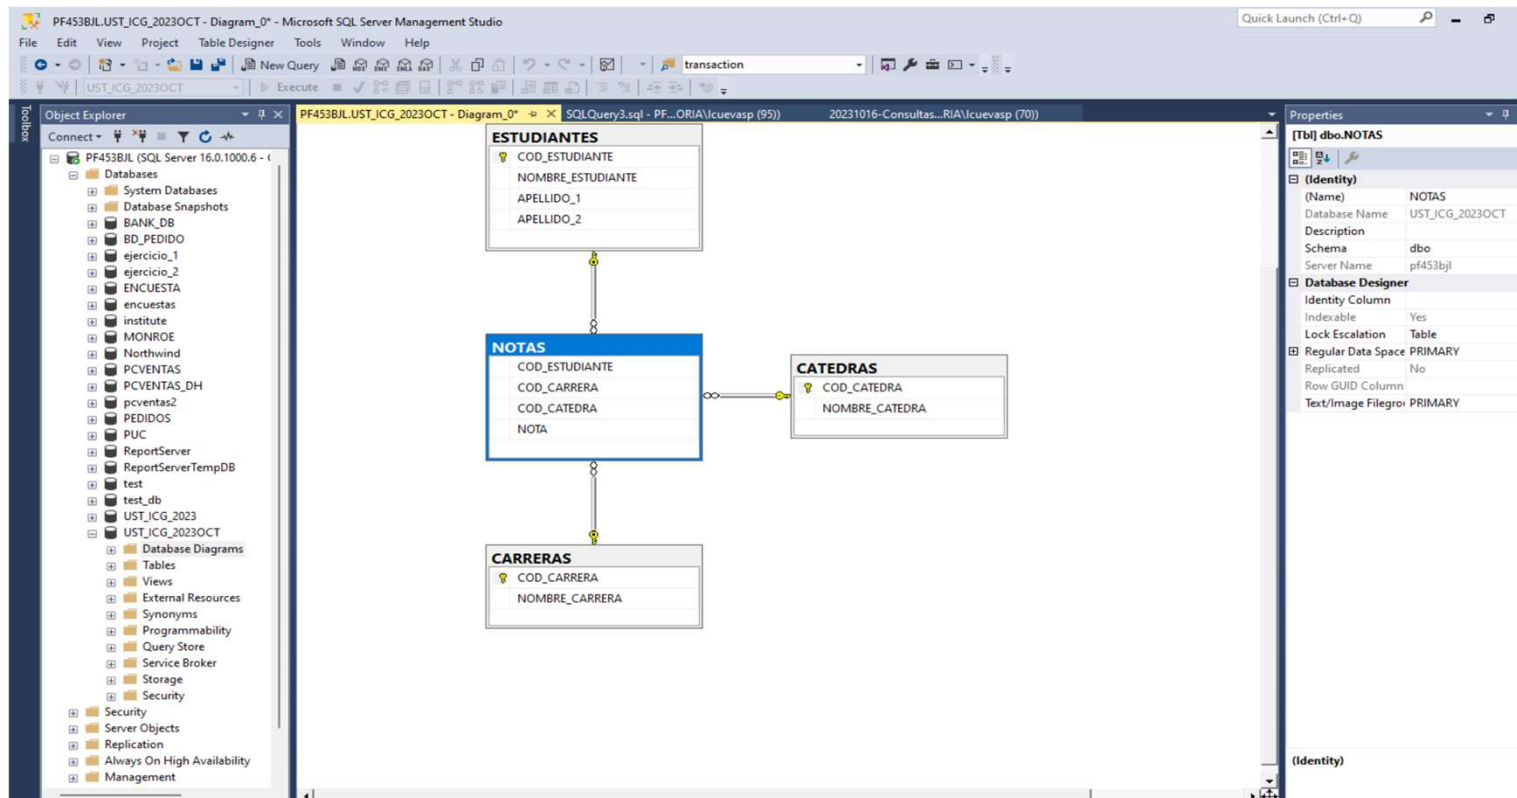 PF453BJL.UST_ICG_2023OCT - Diagram_0* - Microsoft SQL Server Management Studio
Quick Launch (Ctrl+Q)
File Edit View Project Table Designer Tools Window Help
New Query
transaction
UST_ICG_2023OCT
Execute
Toolbox
Object Explorer
Connect
PF453BJL (SQL Server 16.0.1000.6 -
Databases
System Databases
Database Snapshots
BANK_DB
BD_PEDIDO
ejercicio_1
ejercicio_2
ENCUESTA
encuestas
institute
MONROE
Northwind
PCVENTAS
PCVENTAS_DH
pcventas2
PEDIDOS
PUC
ReportServer
ReportServerTempDB
test
test_db
UST_ICG_2023
UST_ICG_2023OCT
Database Diagrams
Tables
Views
External Resources
Synonyms
Programmability
Query Store
Service Broker
Storage
Security
Security
Server Objects
Replication
Always On High Availability
Management
PF453BJL.UST_ICG_2023OCT - Diagram_0*
SQLQuery3.sql - PF...ORIA\lcuevasp (95))
20231016-Consultas...RIA\lcuevasp (70))
ESTUDIANTES
COD_ESTUDIANTE
NOMBRE_ESTUDIANTE
APELLIDO_1
APELLIDO_2
NOTAS
COD_ESTUDIANTE
COD_CARRERA
COD_CATEDRA
NOTA
CATEDRAS
COD_CATEDRA
NOMBRE_CATEDRA
CARRERAS
COD_CARRERA
NOMBRE_CARRERA
Properties
[Tbl] dbo.NOTAS
(Identity)
(Name) NOTAS
Database Name UST_ICG_2023OCT
Description
Schema dbo
Server Name pf453bjl
Database Designer
Identity Column
Indexable Yes
Lock Escalation Table
Regular Data Space PRIMARY
Replicated No
Row GUID Column
Text/Image Filegro PRIMARY
(Identity)